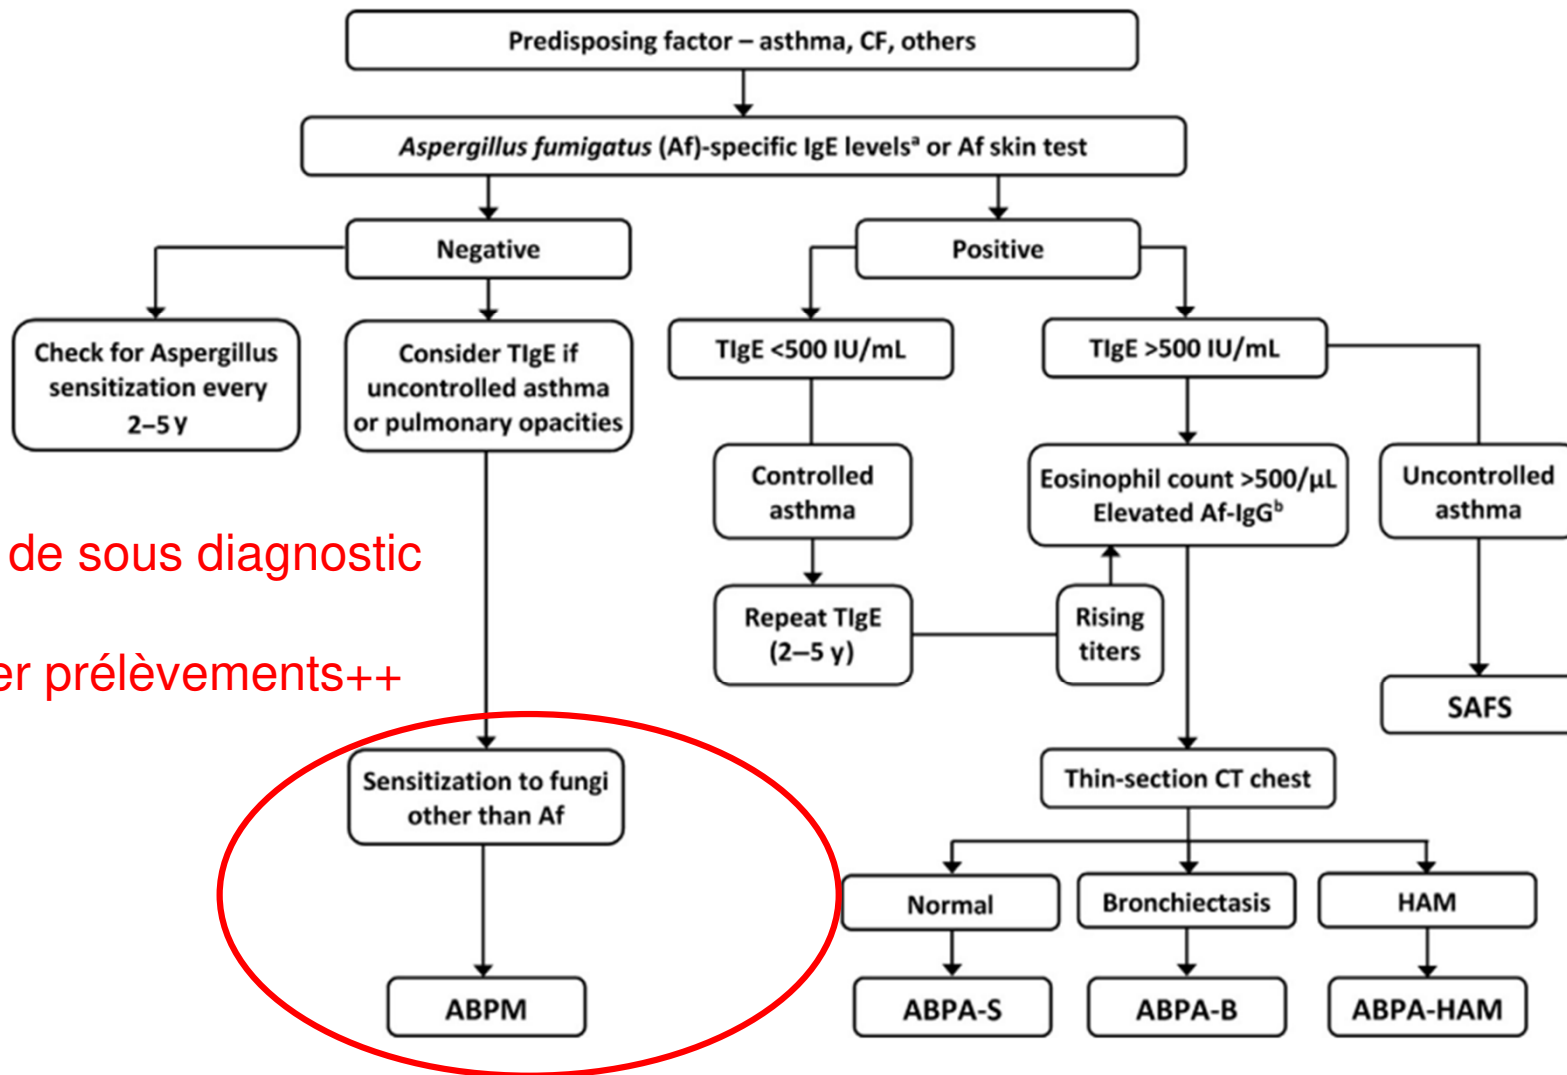 Predisposing factor – asthma, CF, others
Aspergillus fumigatus (Af)-specific IgE levelsᵃ or Af skin test
Negative
Positive
Check for Aspergillus
sensitization every
2–5 y
Consider TIgE if
uncontrolled asthma
or pulmonary opacities
TIgE <500 IU/mL
TIgE >500 IU/mL
Controlled
asthma
Eosinophil count >500/µL
Elevated Af-IgGᵇ
Uncontrolled
asthma
de sous diagnostic
Repeat TIgE
(2–5 y)
Rising
titers
er prélèvements++
SAFS
Sensitization to fungi
other than Af
Thin-section CT chest
Normal
Bronchiectasis
HAM
ABPM
ABPA-S
ABPA-B
ABPA-HAM